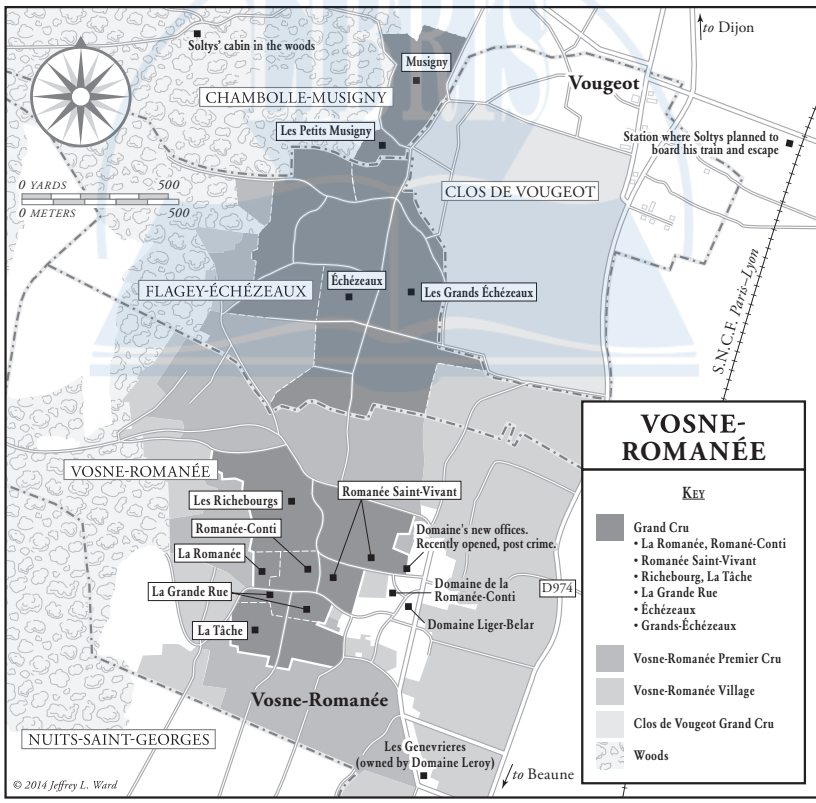 to Dijon
Soltys' cabin in the woods
Musigny
Vougeot
CHAMBOLLE-MUSIGNY
Les Petits Musigny
Station where Soltys planned to
board his train and escape
0 YARDS 500
0 METERS 500
CLOS DE VOUGEOT
FLAGEY-ÉCHÉZEAUX
Échézeaux
Les Grands Échézeaux
S.N.C.F. Paris–Lyon
VOSNE-ROMANÉE
Les Richebourgs
Romanée Saint-Vivant
Romanée-Conti
Domaine's new offices.
Recently opened, post crime.
La Romanée
La Grande Rue
Domaine de la
Romanée-Conti
D974
Domaine Liger-Belar
La Tâche
Vosne-Romanée
NUITS-SAINT-GEORGES
Les Genevrieres
(owned by Domaine Leroy)
to Beaune
© 2014 Jeffrey L. Ward
VOSNE-
ROMANÉE
KEY
Grand Cru
• La Romanée, Romané-Conti
• Romanée Saint-Vivant
• Richebourg, La Tâche
• La Grande Rue
• Échézeaux
• Grands-Échézeaux
Vosne-Romanée Premier Cru
Vosne-Romanée Village
Clos de Vougeot Grand Cru
Woods